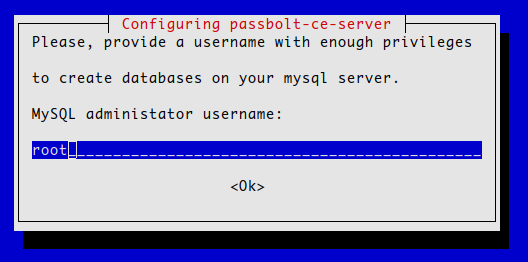 Configuring passbolt-ce-server
Please, provide a username with enough privileges
to create databases on your mysql server.
MySQL administator username:
root
<Ok>